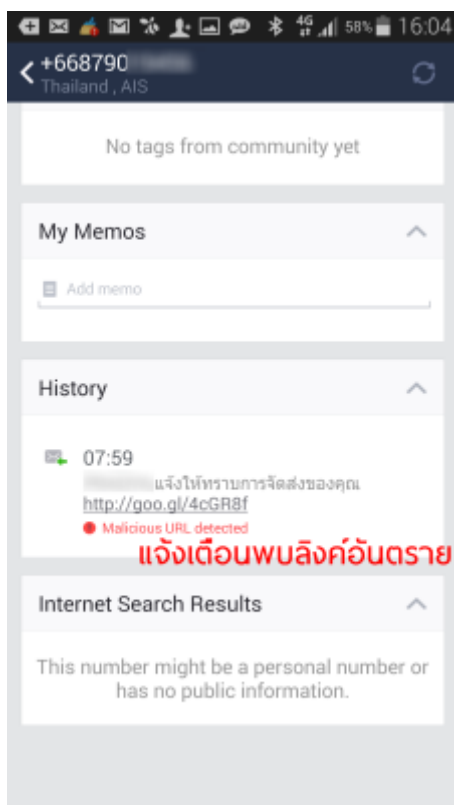 4G 58% 16:04
+668790
Thailand , AIS
No tags from community yet
My Memos
Add memo
History
07:59
แจ้งให้ทราบการจัดส่งของคุณ
http://goo.gl/4cGR8f
Malicious URL detected
แจ้งเตือนพบลิงค์อันตราย
Internet Search Results
This number might be a personal number or
has no public information.